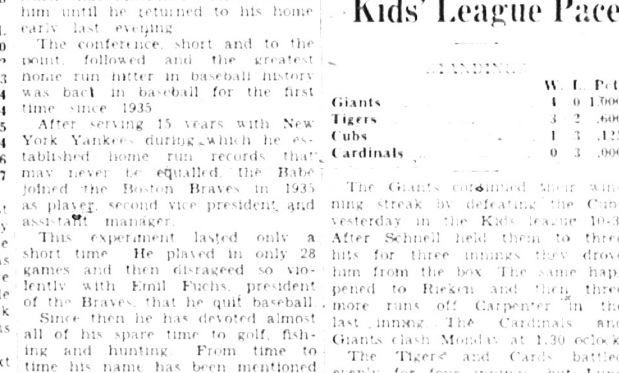 him until he returned to his home
early last evening
The conference, short and to the
point, followed and the greatest
home run hitter in baseball history
was back in baseball for the first
time since 1935
After serving 15 years with New
York Yankees during which he es-
tablished home run records that
may never be equalled, the Babe
joined the Boston Braves in 1935
as player, second vice president and
assistant manager.
This experiment lasted only a
short time He played in only 28
games and then disrageed so vio-
lently with Emil Fuchs, president
of the Braves, that he quit baseball.
Since then he has devoted almost
all of his spare time to golf, fish-
ing and hunting. From time to
time his name has been mentioned
Kids' League Pace
STANDINGS
W. L. Pct
Giants 4 0 1.000
Tigers 3 2 .600
Cubs 1 3
Cardinals 0 3 .000
The Giants continued their win-
ning streak by defeating the Cubs
yesterday in the Kids league 10-3
After Schnell held them to three
hits for three innings they drove
him from the box The same hap-
pened to Rieken and then three
more runs off Carpenter in the
last inning. The Cardinals and
Giants clash Monday at 1.30 oclock
The Tigers and Cards battled
evenly for four innings but